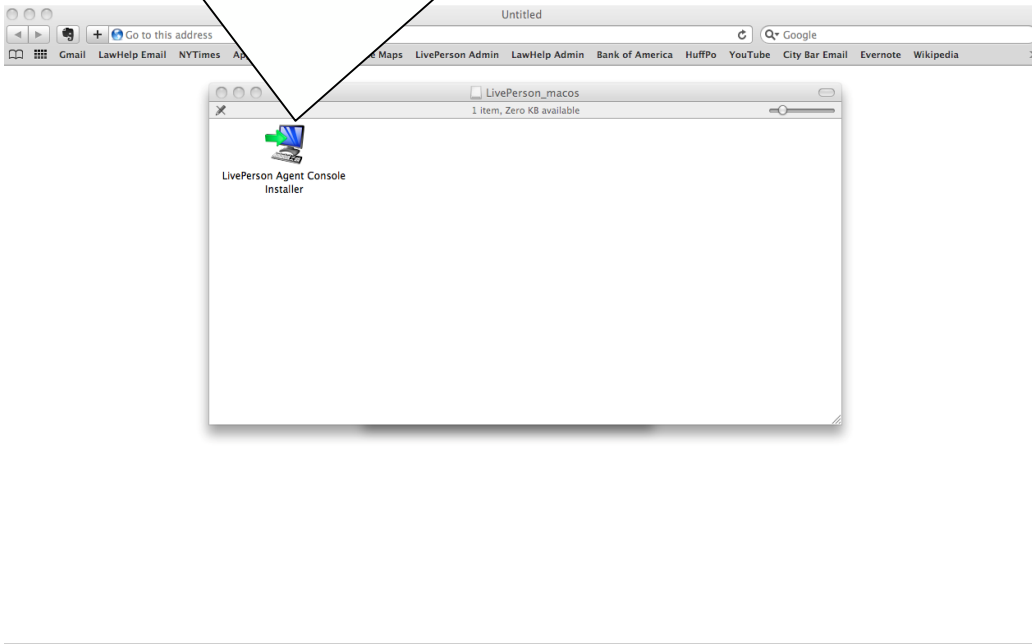 Untitled
Go to this address
Google
Gmail LawHelp Email NYTimes Maps LivePerson Admin LawHelp Admin Bank of America HuffPo YouTube City Bar Email Evernote Wikipedia
LivePerson_macos
1 item, Zero KB available
LivePerson Agent Console
Installer